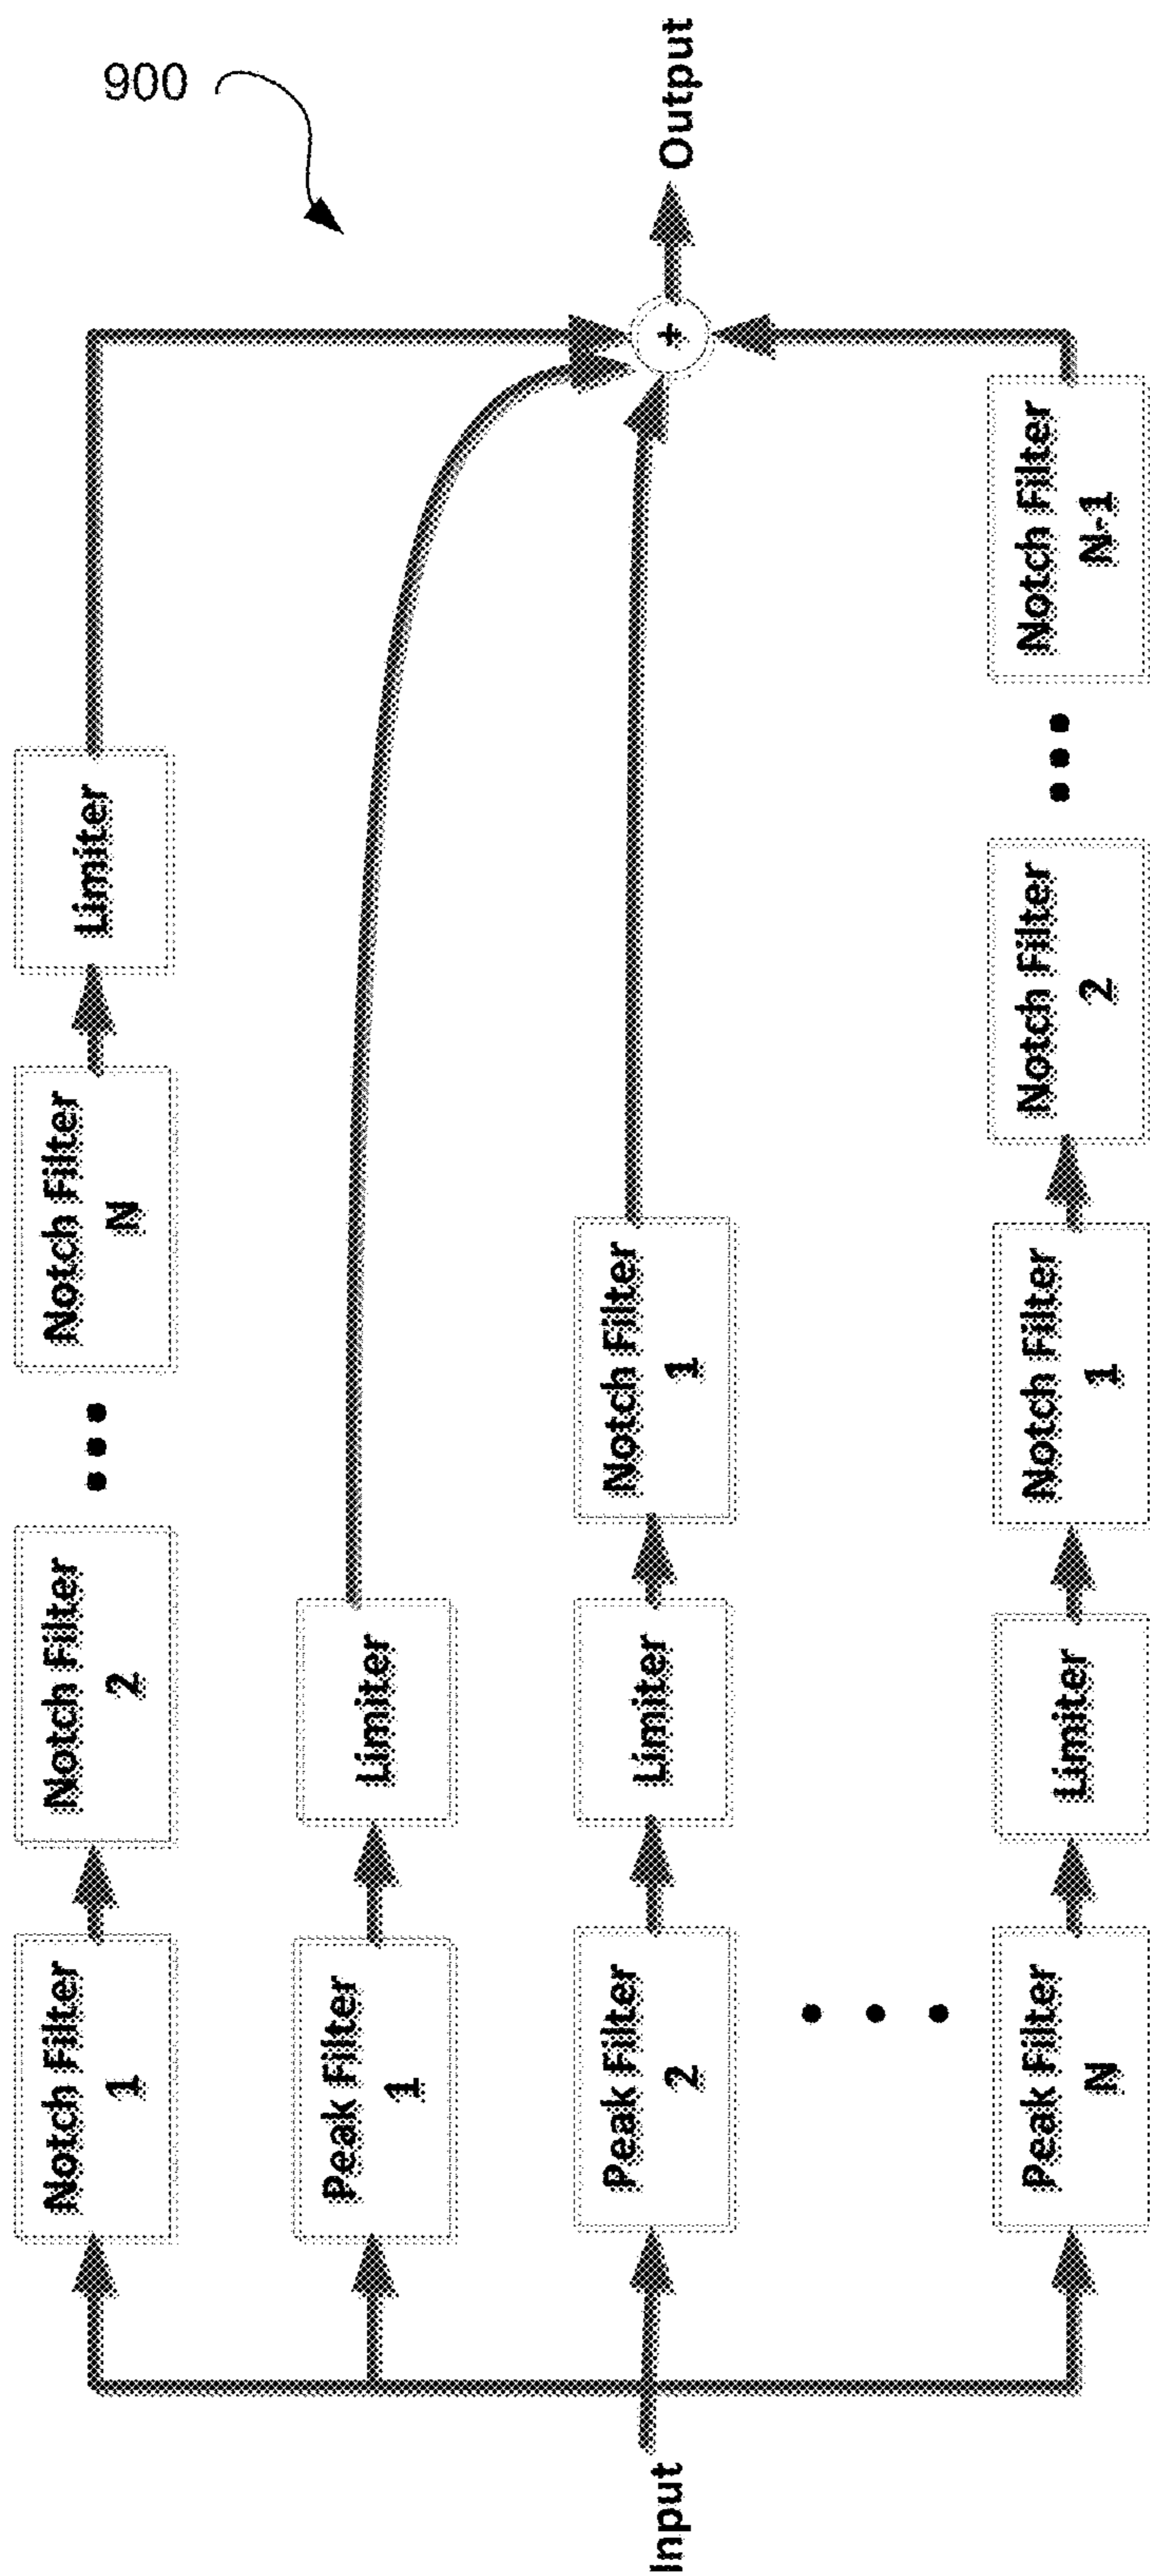 900
Notch Filter
1
Notch Filter
2
Notch Filter
N
Limiter
Peak Filter
1
Limiter
Input
Peak Filter
2
Limiter
Notch Filter
1
+
Output
Peak Filter
N
Limiter
Notch Filter
1
Notch Filter
2
Notch Filter
N-1